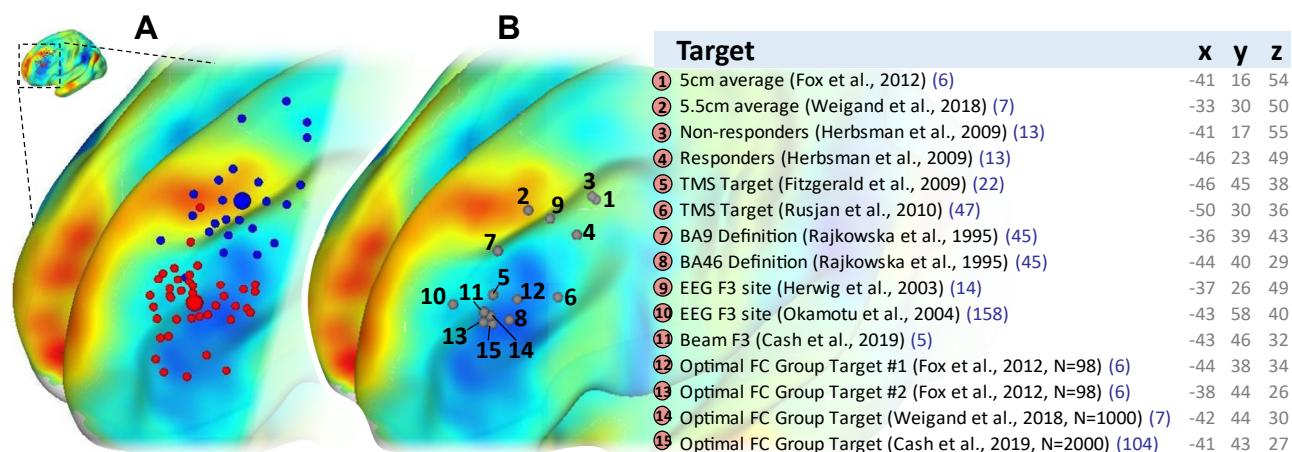 A
B
3
2
9
1
4
7
5
11
12
10
6
8
13
15
14
Target x y z
1 5cm average (Fox et al., 2012) (6) -41 16 54
2 5.5cm average (Weigand et al., 2018) (7) -33 30 50
3 Non-responders (Herbsman et al., 2009) (13) -41 17 55
4 Responders (Herbsman et al., 2009) (13) -46 23 49
5 TMS Target (Fitzgerald et al., 2009) (22) -46 45 38
6 TMS Target (Rusjan et al., 2010) (47) -50 30 36
7 BA9 Definition (Rajkowska et al., 1995) (45) -36 39 43
8 BA46 Definition (Rajkowska et al., 1995) (45) -44 40 29
9 EEG F3 site (Herwig et al., 2003) (14) -37 26 49
10 EEG F3 site (Okamotu et al., 2004) (158) -43 58 40
11 Beam F3 (Cash et al., 2019) (5) -43 46 32
12 Optimal FC Group Target #1 (Fox et al., 2012, N=98) (6) -44 38 34
13 Optimal FC Group Target #2 (Fox et al., 2012, N=98) (6) -38 44 26
14 Optimal FC Group Target (Weigand et al., 2018, N=1000) (7) -42 44 30
15 Optimal FC Group Target (Cash et al., 2019, N=2000) (104) -41 43 27